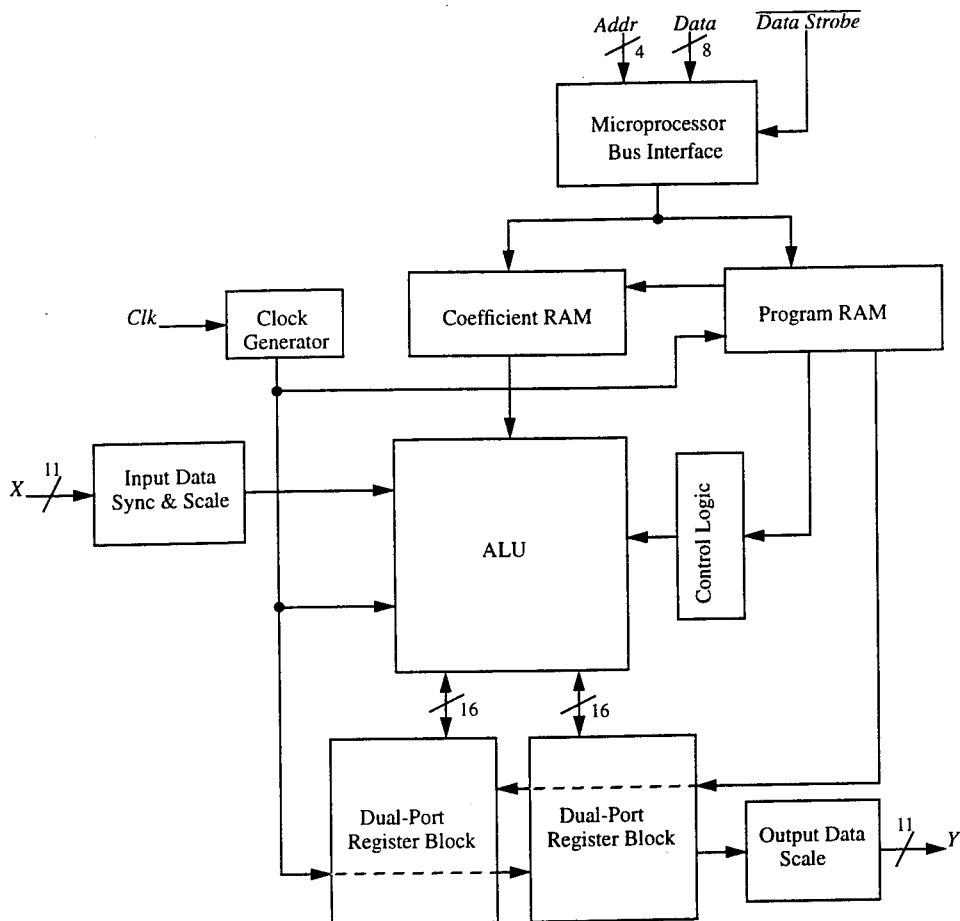 Addr Data Data Strobe
4 8
Microprocessor
Bus Interface
Clk
Clock
Generator
Coefficient RAM
Program RAM
X
11
Input Data
Sync & Scale
ALU
Control Logic
16 16
Dual-Port
Register Block
Dual-Port
Register Block
Output Data
Scale
11
Y